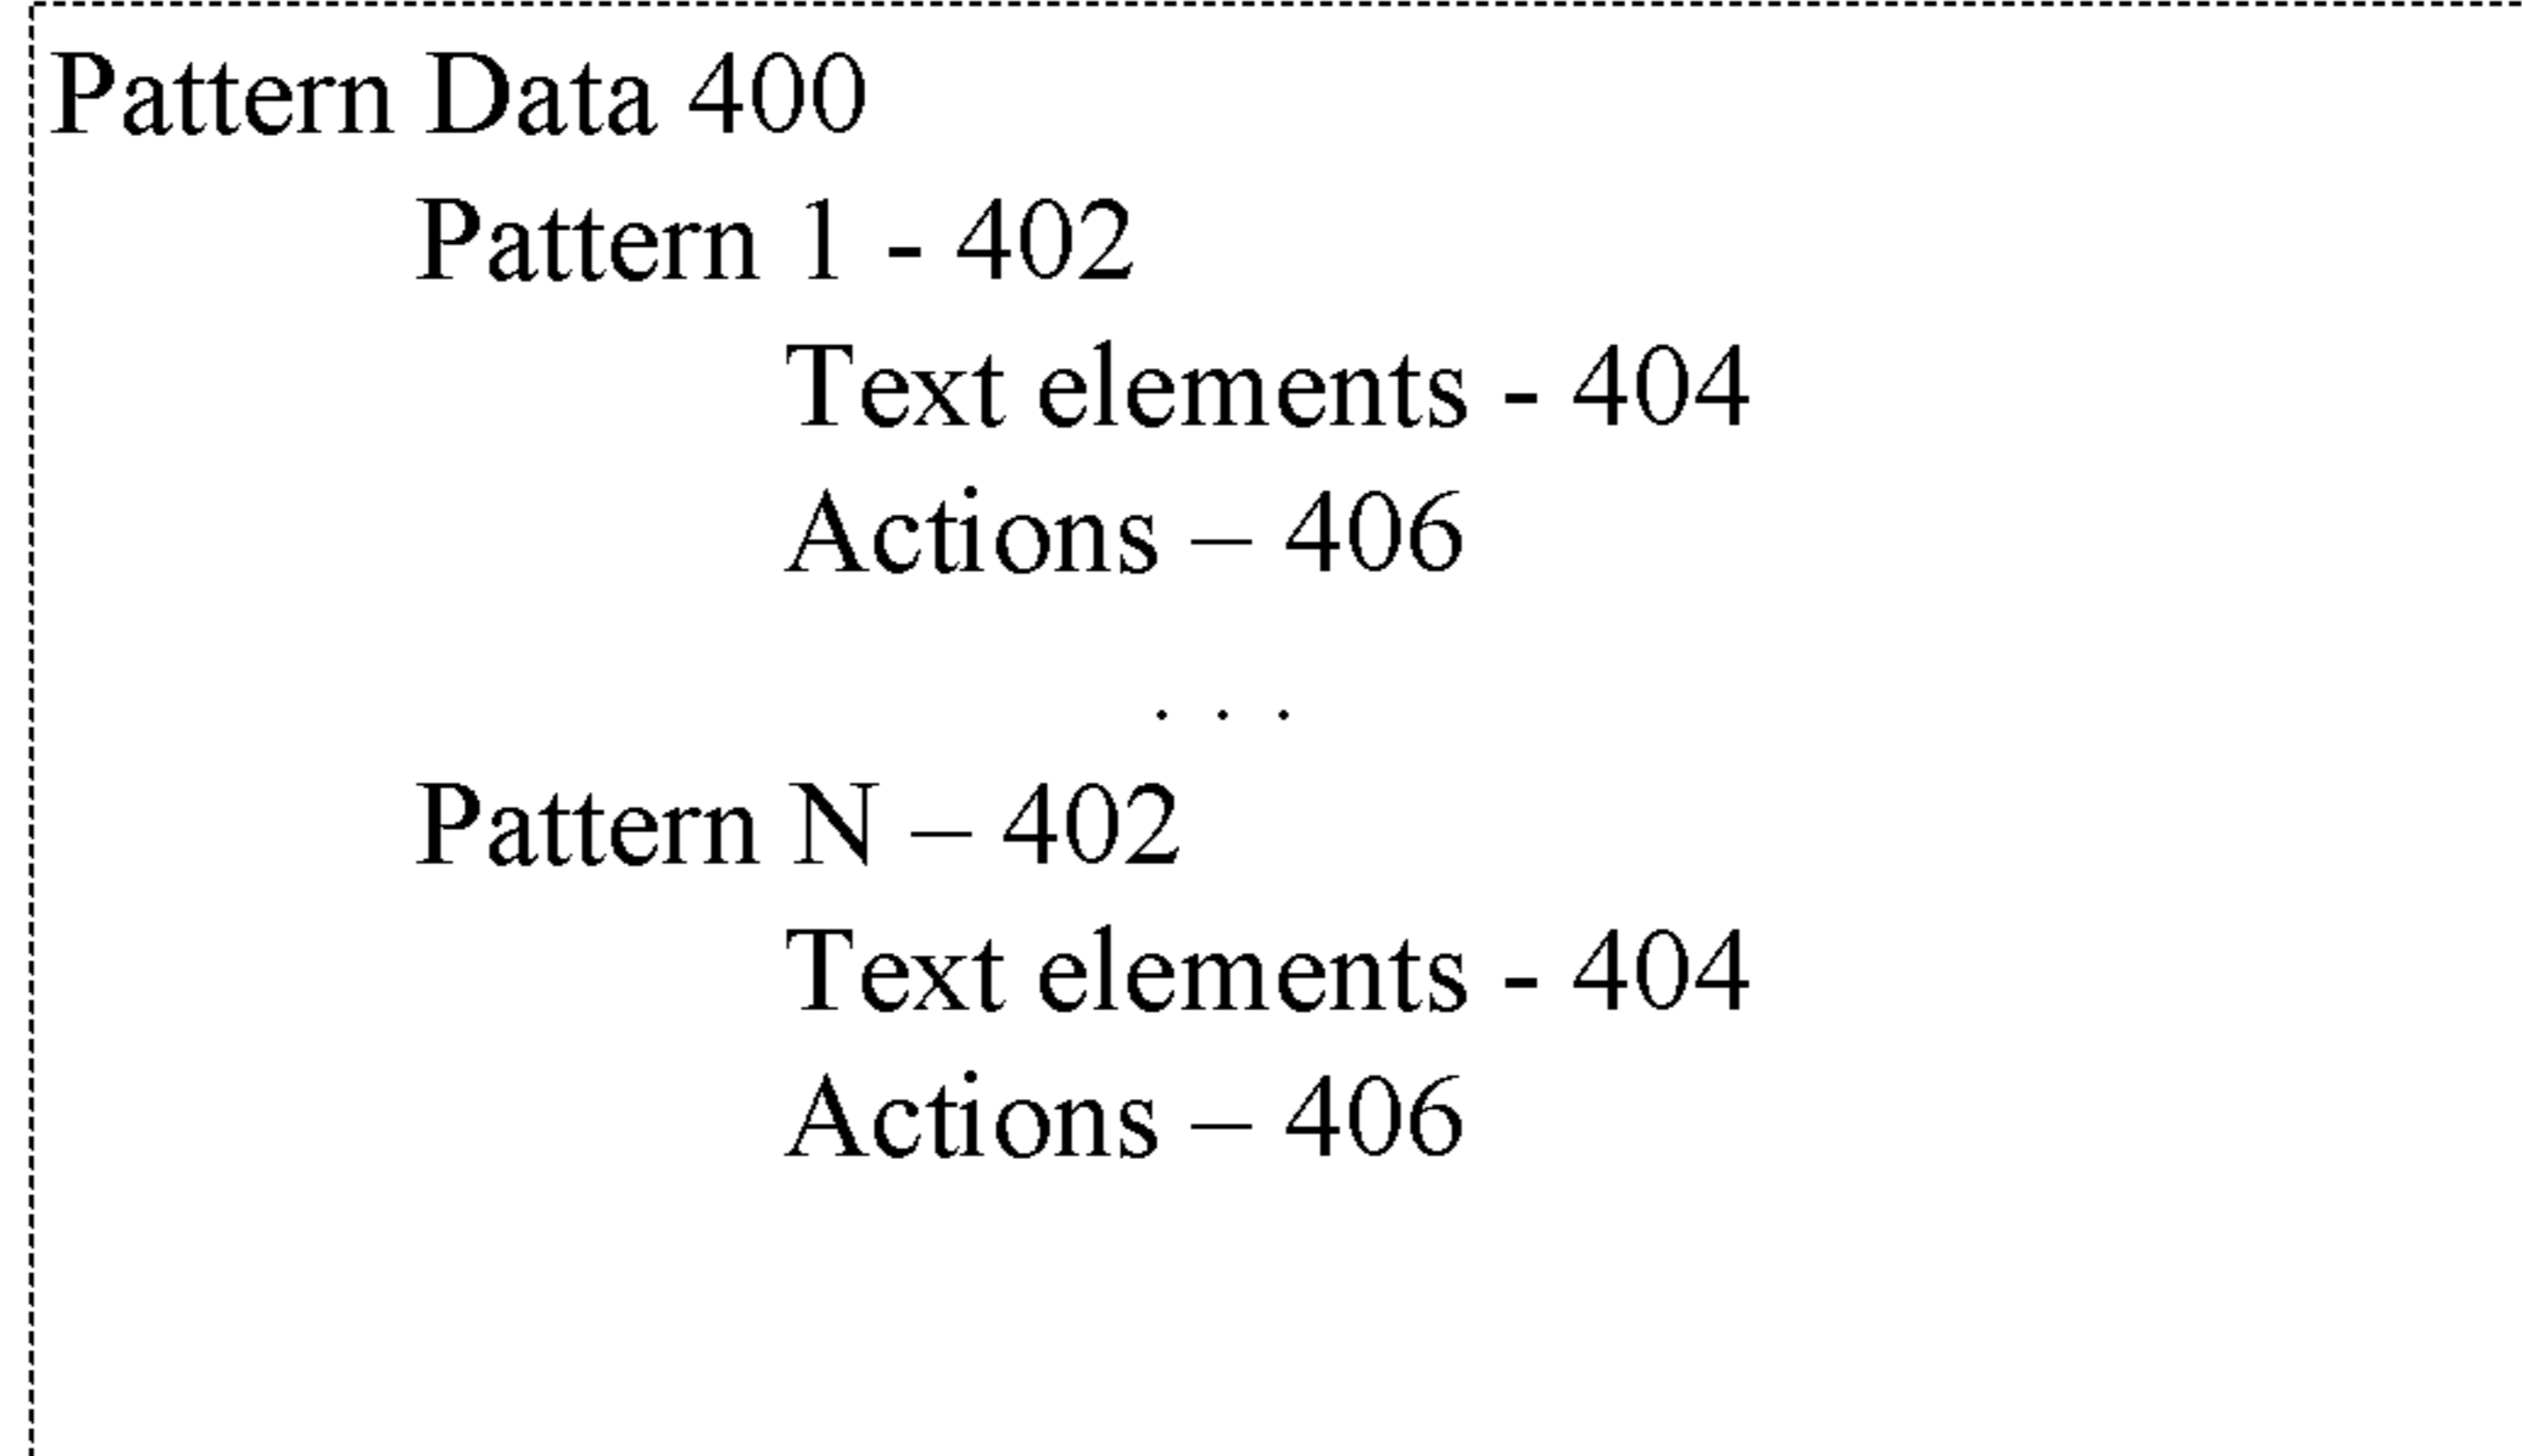 Pattern Data 400
Pattern 1 - 402
Text elements - 404
Actions – 406
. . .
Pattern N – 402
Text elements - 404
Actions – 406